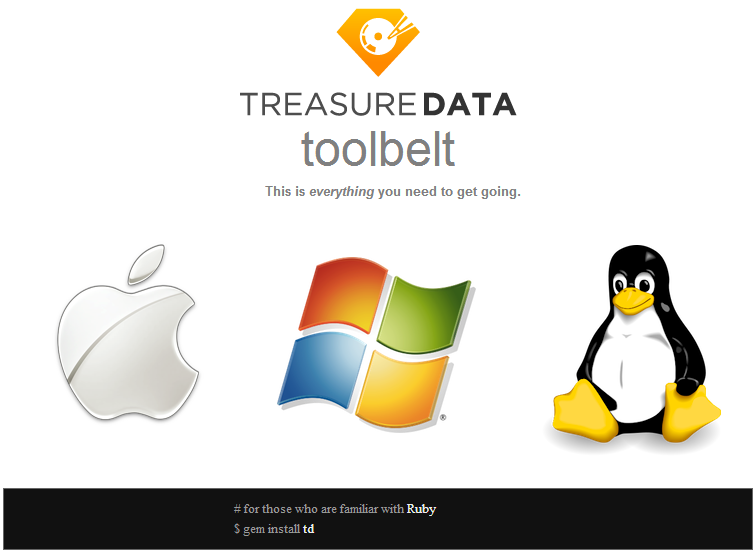 TREASURE DATA
toolbelt
This is everything you need to get going.
®
# for those who are familiar with Ruby
$ gem install td